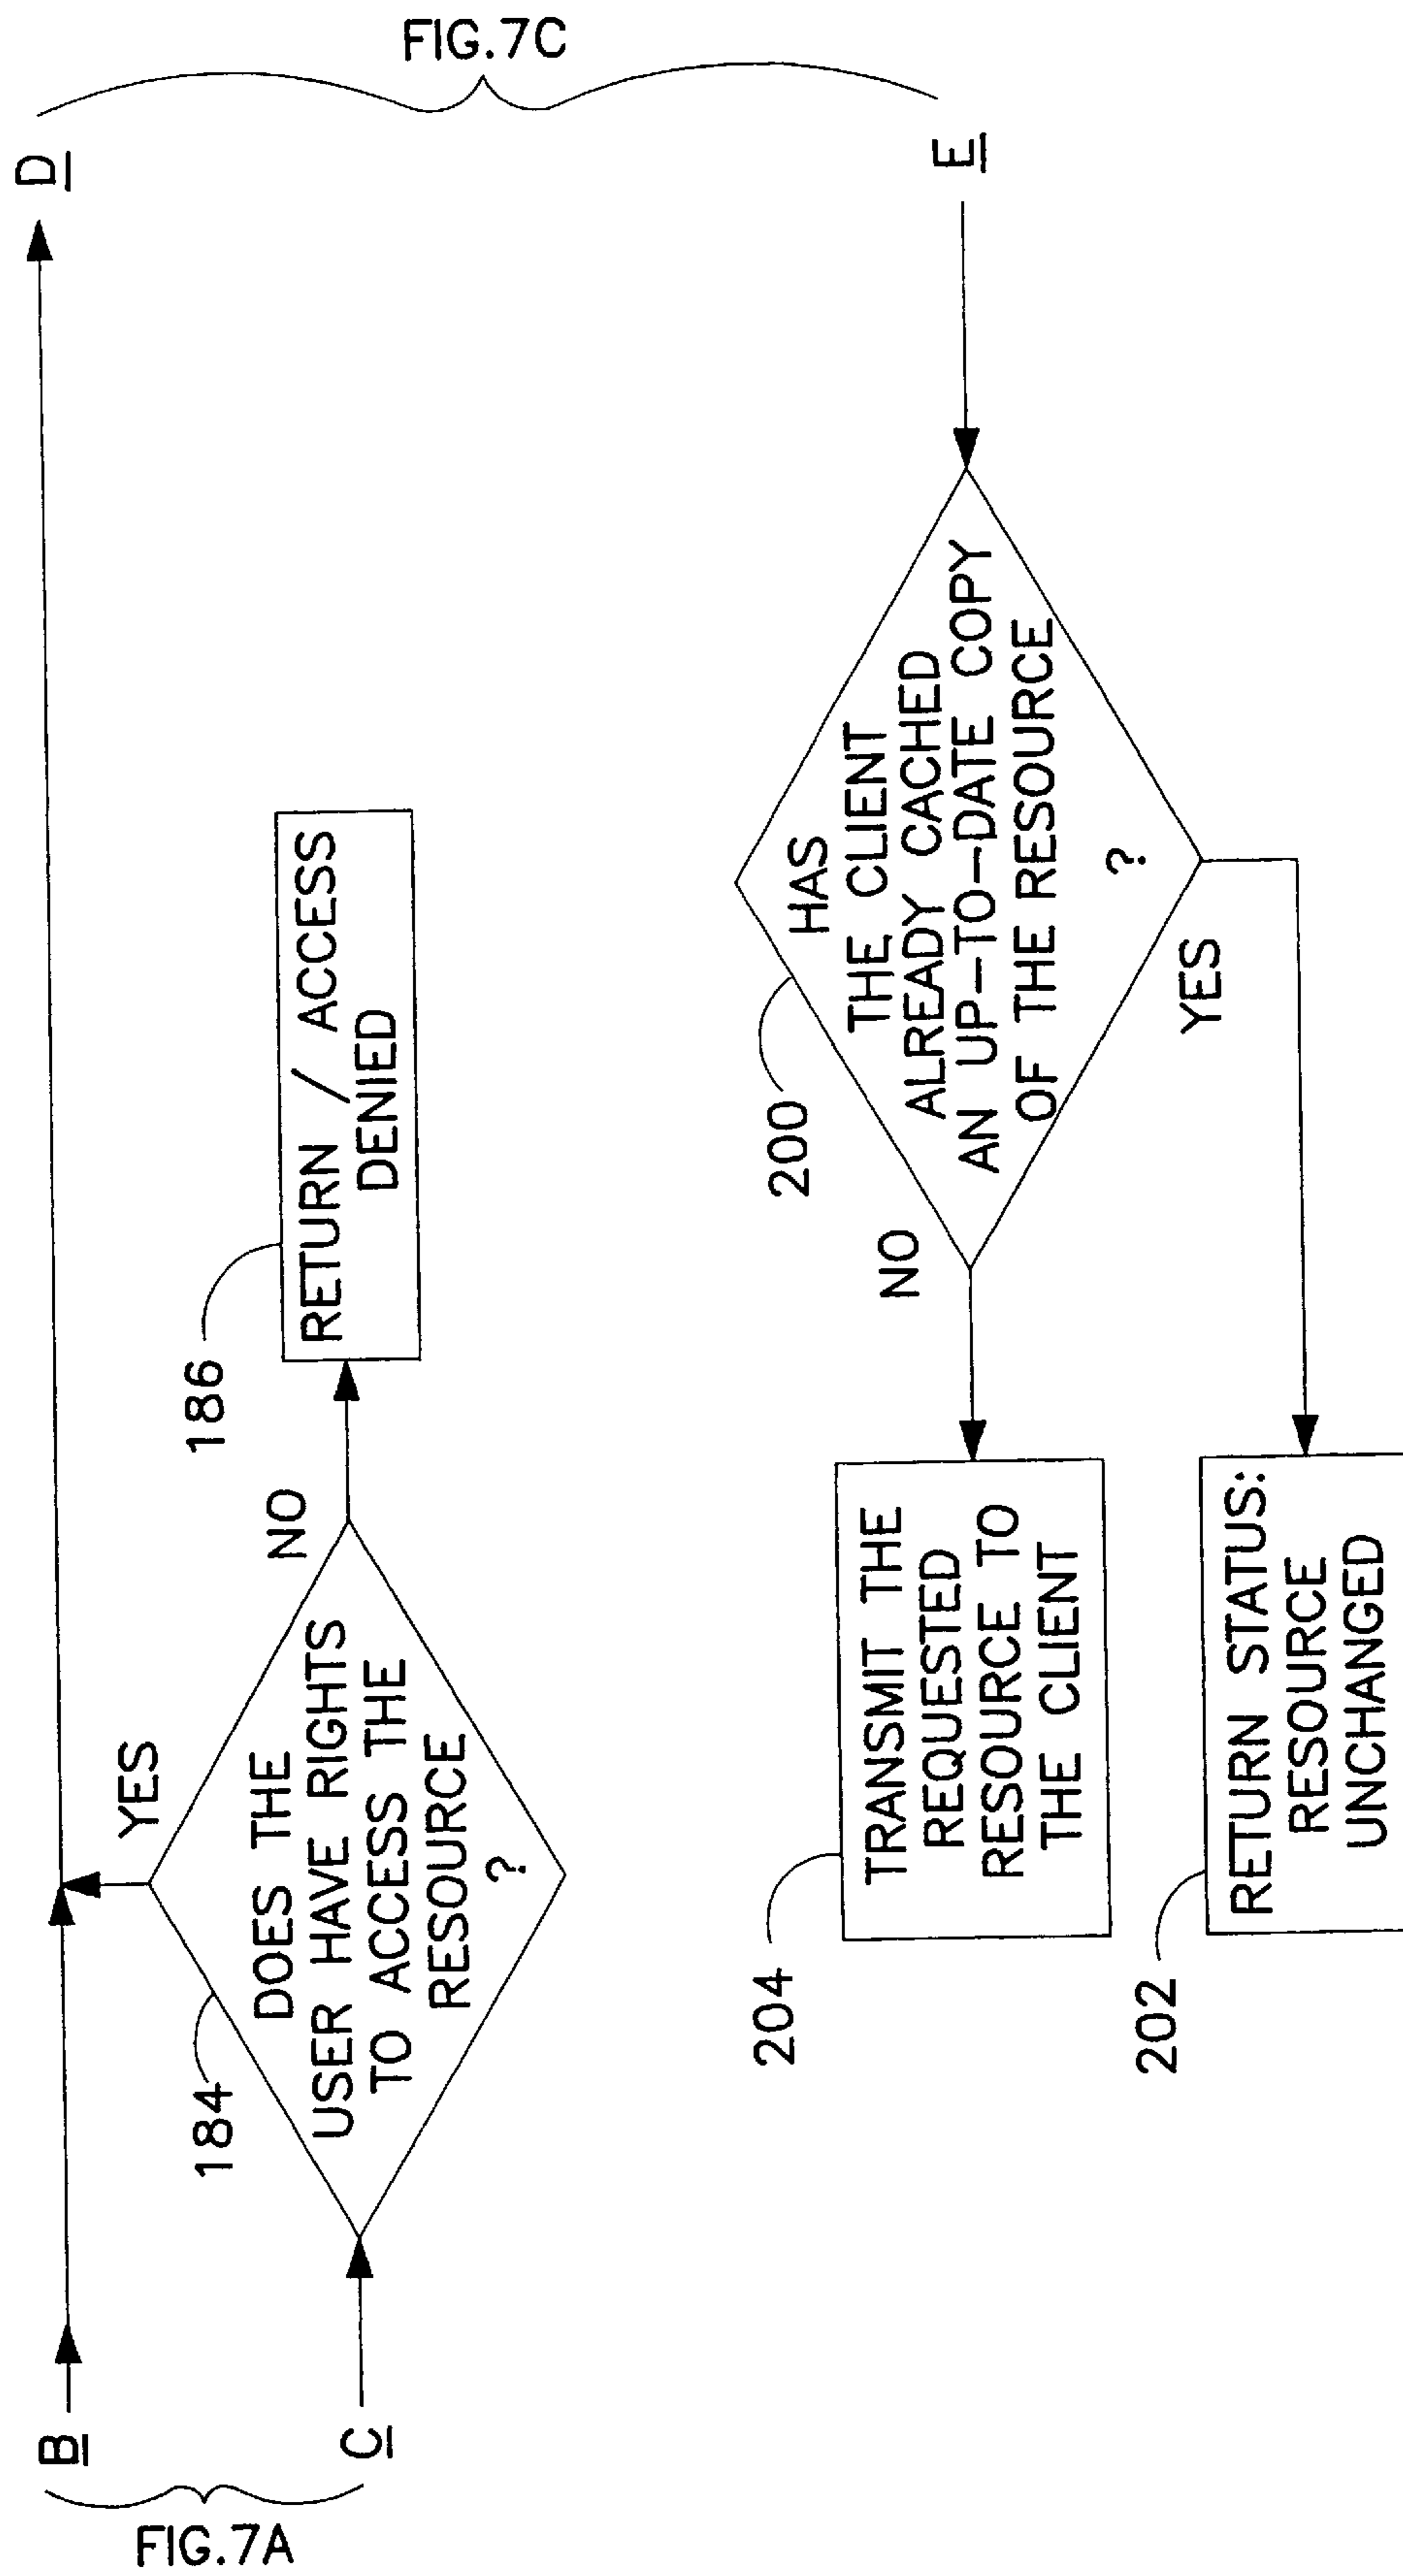 FIG.7C
D
E
B
C
FIG.7A
184
DOES THE
USER HAVE RIGHTS
TO ACCESS THE
RESOURCE
?
YES
NO
186
RETURN / ACCESS
DENIED
200
HAS
THE CLIENT
ALREADY CACHED
AN UP-TO-DATE COPY
OF THE RESOURCE
?
NO
YES
204
TRANSMIT THE
REQUESTED
RESOURCE TO
THE CLIENT
202
RETURN STATUS:
RESOURCE
UNCHANGED